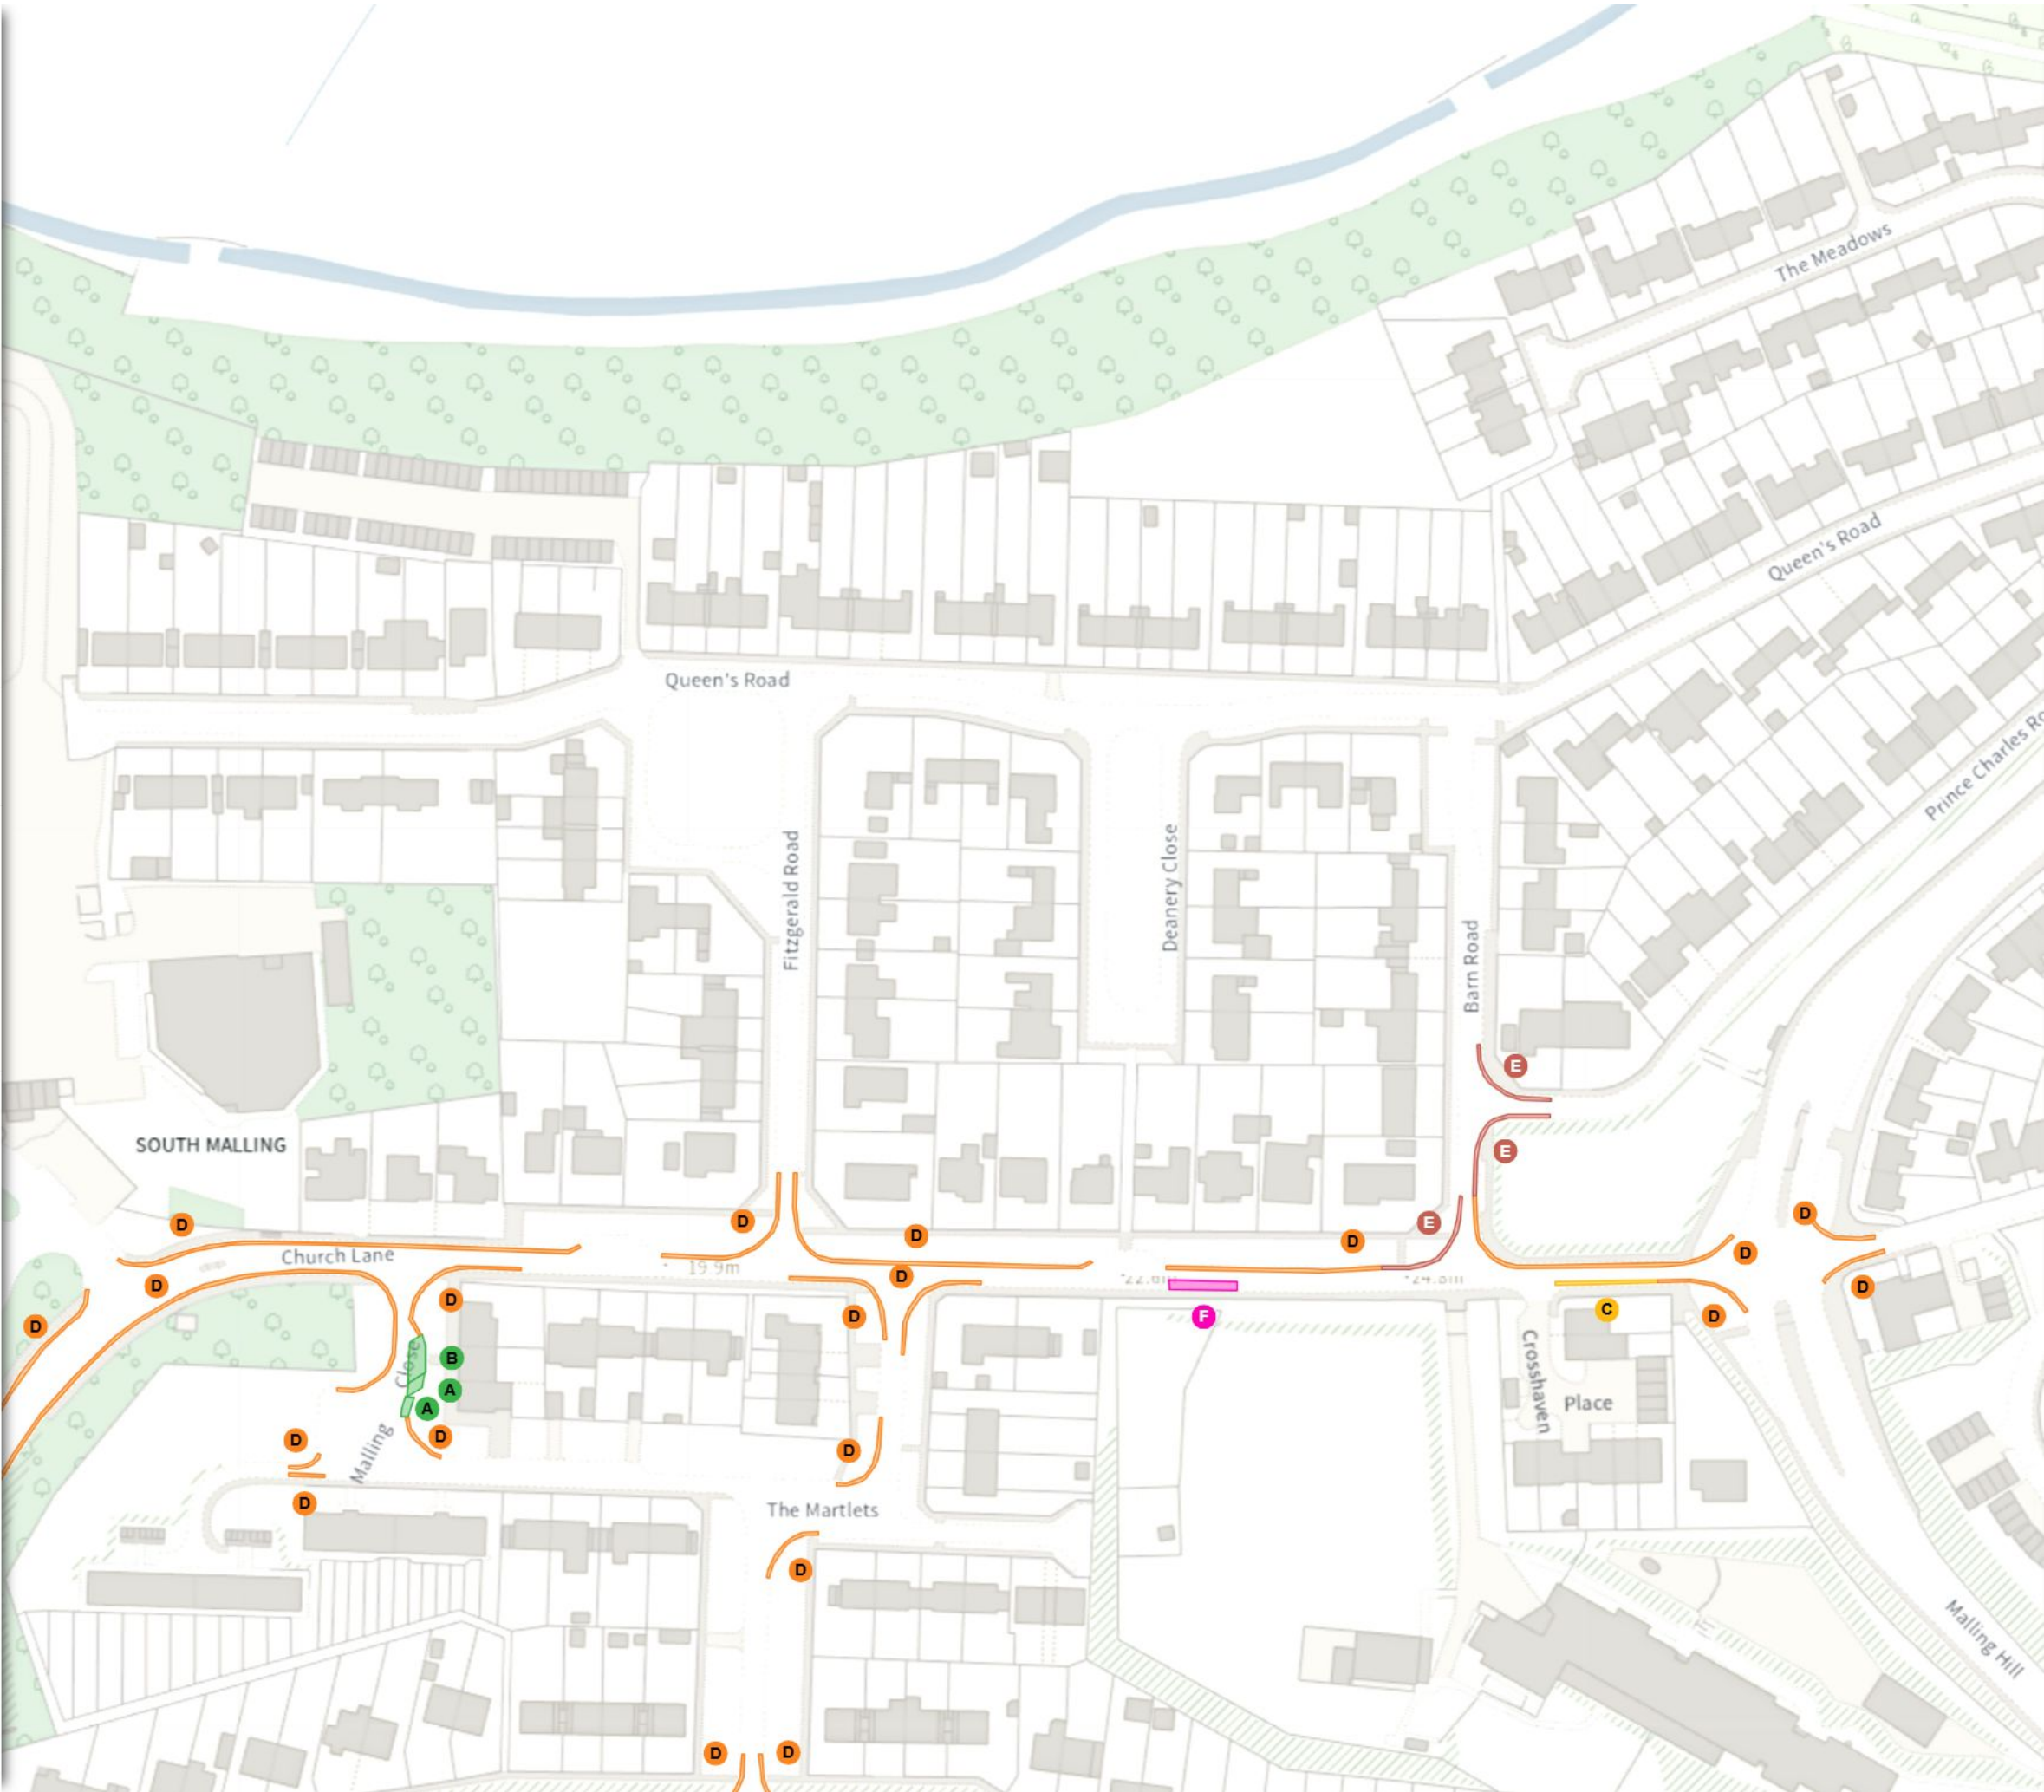 The Meadows
Queen's Road
Queen's Road
Prince Charles
Fitzgerald Road
Deanery Close
Barn Road
E
SOUTH MALLING
E
D
D
D
E
D
D
Church Lane
19.9m
D
D
D
D
D
D
D
F
C
D
Close
B
A
A
Crosshaven
Place
D
D
D
Malling
D
The Martlets
D
Malling Hill
D
D